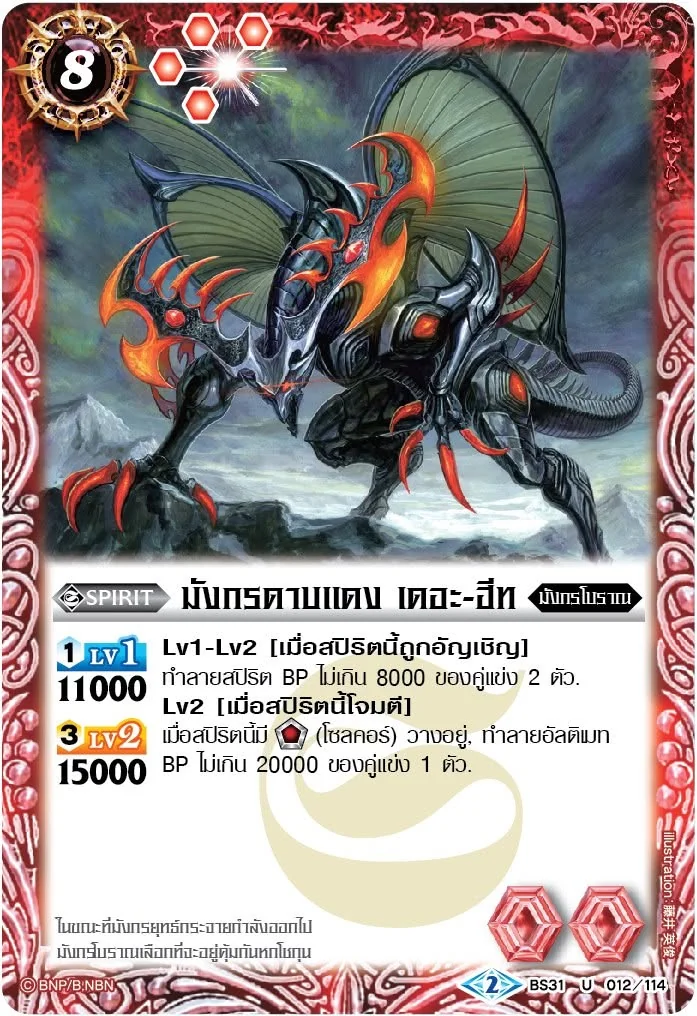 8
SPIRIT มังกรดาบแดง เดอะ-ฮีท มังกรโบราณ
1 LV1
11000
3 LV2
15000
Lv1-Lv2 [เมื่อสปิริตนี้ถูกอัญเชิญ]
ทำลายสปิริต BP ไม่เกิน 8000 ของคู่แข่ง 2 ตัว.
Lv2 [เมื่อสปิริตนี้โจมตี]
เมื่อสปิริตนี้มี (โซลคอร์) วางอยู่, ทำลายอัลติเมท
BP ไม่เกิน 20000 ของคู่แข่ง 1 ตัว.
Illustration: 藤井英俊
ในขณะที่มังกรยุทธ์กระจายกำลังออกไป
มังกรโบราณเลือกที่จะอยู่คุ้มกันหกโชกุน
©BNP/B,NBN 2 BS31 U 012/114